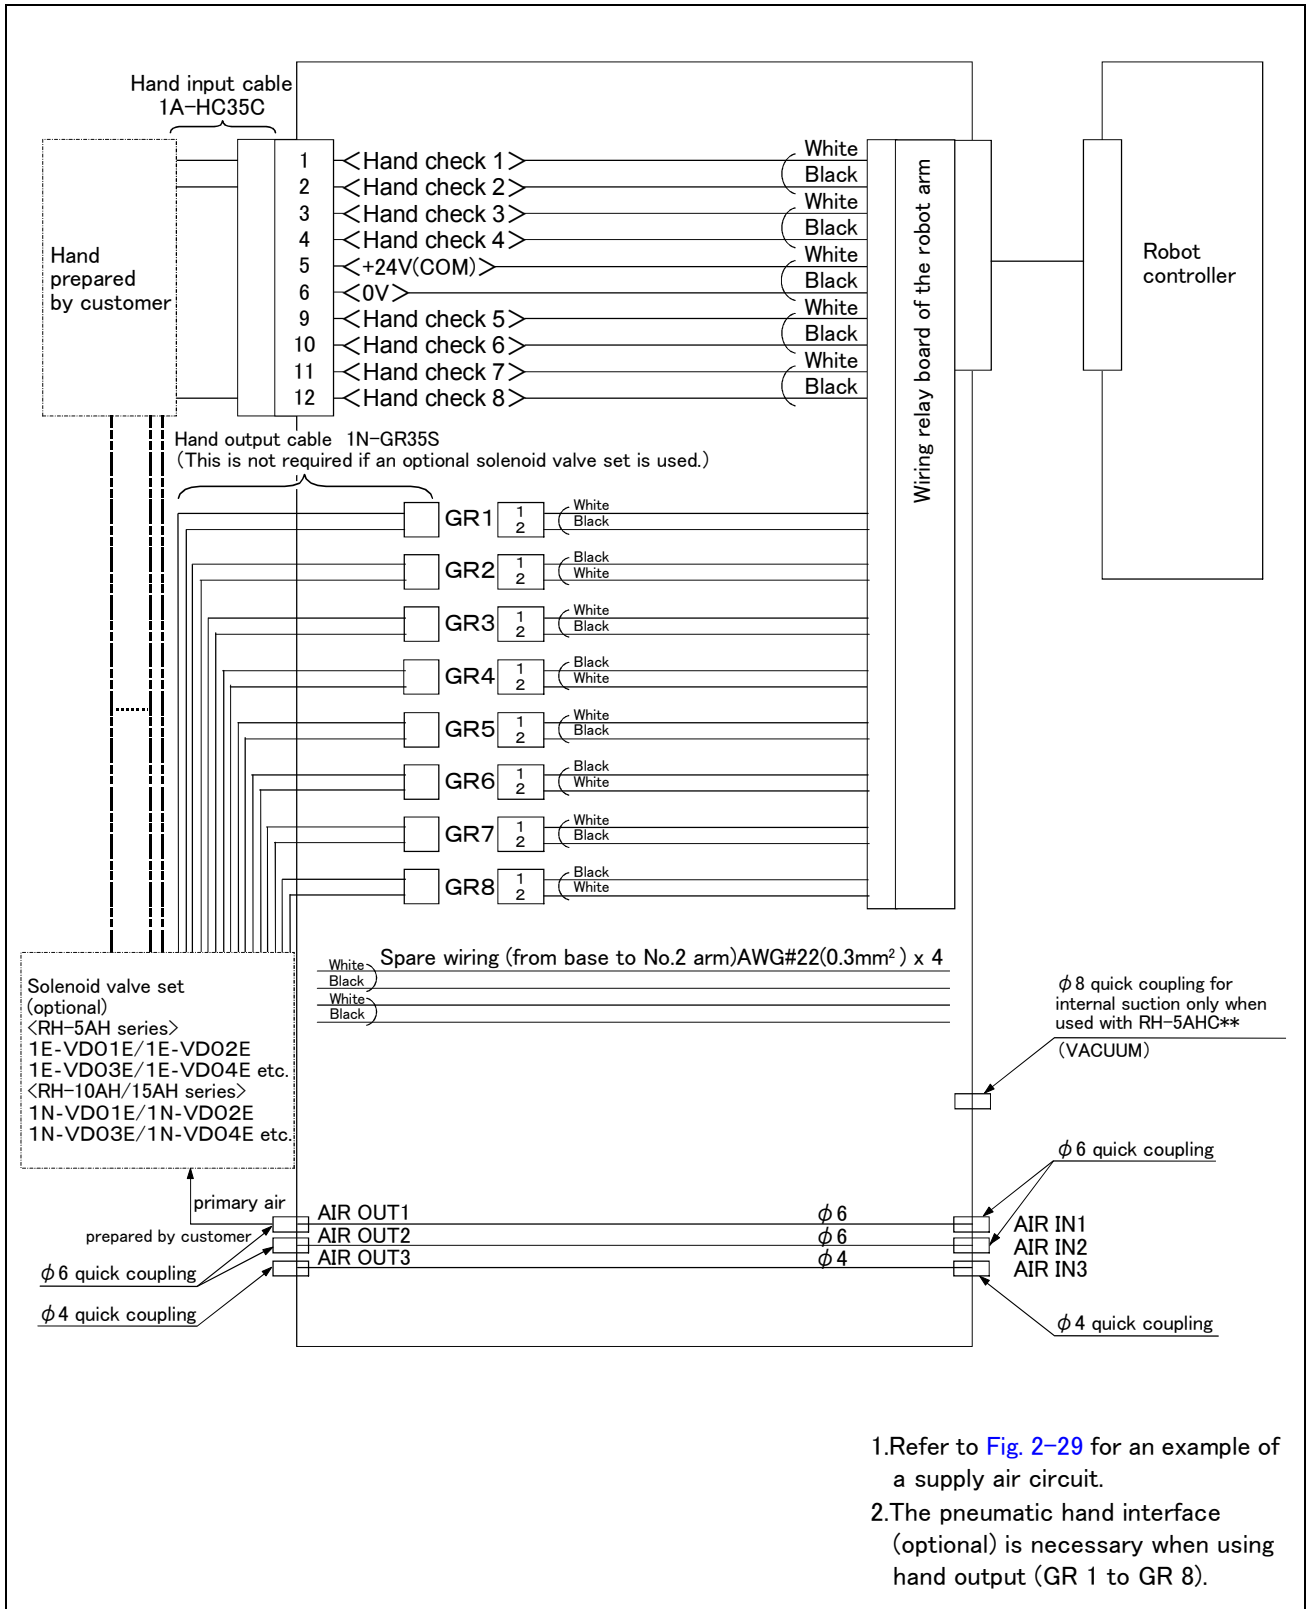 Hand input cable
1A-HC35C
Hand
prepared
by customer
1 <Hand check 1> White
2 <Hand check 2> Black
3 <Hand check 3> White
4 <Hand check 4> Black
5 <+24V(COM)> White
6 <0V> Black
9 <Hand check 5> White
10 <Hand check 6> Black
11 <Hand check 7> White
12 <Hand check 8> Black
Wiring relay board of the robot arm
Robot
controller
Hand output cable 1N-GR35S
(This is not required if an optional solenoid valve set is used.)
GR1 1 White
2 Black
GR2 1 Black
2 White
GR3 1 White
2 Black
GR4 1 Black
2 White
GR5 1 White
2 Black
GR6 1 Black
2 White
GR7 1 White
2 Black
GR8 1 Black
2 White
Spare wiring (from base to No.2 arm)AWG#22(0.3mm²) x 4
White
Black
White
Black
Solenoid valve set
(optional)
<RH-5AH series>
1E-VD01E/1E-VD02E
1E-VD03E/1E-VD04E etc.
<RH-10AH/15AH series>
1N-VD01E/1N-VD02E
1N-VD03E/1N-VD04E etc.
φ8 quick coupling for
internal suction only when
used with RH-5AHC**
(VACUUM)
φ6 quick coupling
primary air
prepared by customer
AIR OUT1 φ6 AIR IN1
AIR OUT2 φ6 AIR IN2
AIR OUT3 φ4 AIR IN3
φ6 quick coupling
φ4 quick coupling
φ4 quick coupling
1.Refer to Fig. 2-29 for an example of
a supply air circuit.
2.The pneumatic hand interface
(optional) is necessary when using
hand output (GR 1 to GR 8).